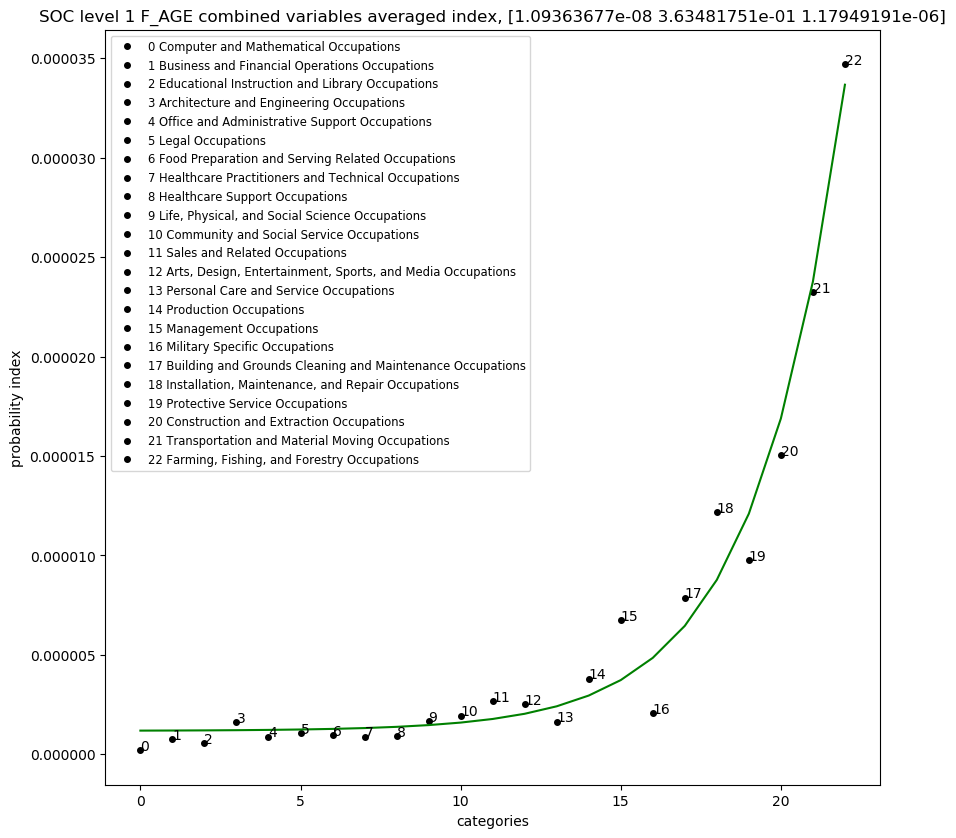 SOC level 1 F_AGE combined variables averaged index, [1.09363677e-08 3.63481751e-01 1.17949191e-06]
0 Computer and Mathematical Occupations
1 Business and Financial Operations Occupations
2 Educational Instruction and Library Occupations
3 Architecture and Engineering Occupations
4 Office and Administrative Support Occupations
5 Legal Occupations
6 Food Preparation and Serving Related Occupations
7 Healthcare Practitioners and Technical Occupations
8 Healthcare Support Occupations
9 Life, Physical, and Social Science Occupations
10 Community and Social Service Occupations
11 Sales and Related Occupations
12 Arts, Design, Entertainment, Sports, and Media Occupations
13 Personal Care and Service Occupations
14 Production Occupations
15 Management Occupations
16 Military Specific Occupations
17 Building and Grounds Cleaning and Maintenance Occupations
18 Installation, Maintenance, and Repair Occupations
19 Protective Service Occupations
20 Construction and Extraction Occupations
21 Transportation and Material Moving Occupations
22 Farming, Fishing, and Forestry Occupations
probability index
0.000035
0.000030
0.000025
0.000020
0.000015
0.000010
0.000005
0.000000
0
1
2
3
4
5
6
7
8
9
10
11
12
13
14
15
16
17
18
19
20
21
22
0 5 10 15 20
categories